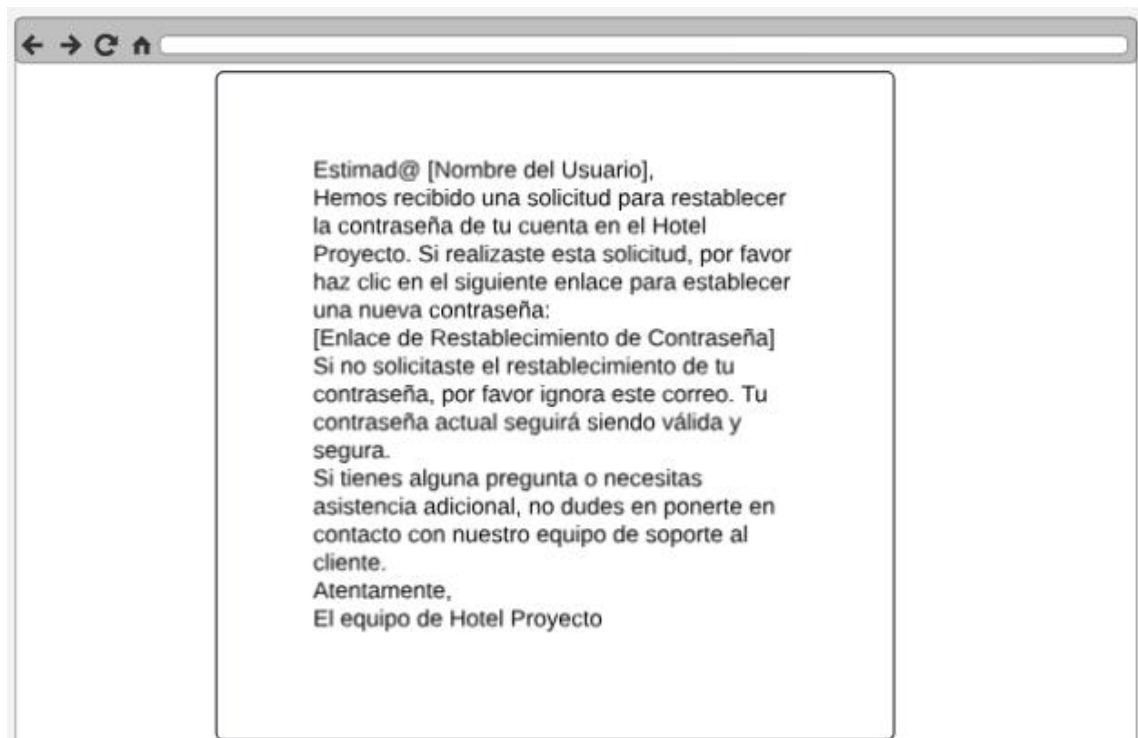 Estimad@ [Nombre del Usuario],
Hemos recibido una solicitud para restablecer
la contraseña de tu cuenta en el Hotel
Proyecto. Si realizaste esta solicitud, por favor
haz clic en el siguiente enlace para establecer
una nueva contraseña:
[Enlace de Restablecimiento de Contraseña]
Si no solicitaste el restablecimiento de tu
contraseña, por favor ignora este correo. Tu
contraseña actual seguirá siendo válida y
segura.
Si tienes alguna pregunta o necesitas
asistencia adicional, no dudes en ponerte en
contacto con nuestro equipo de soporte al
cliente.
Atentamente,
El equipo de Hotel Proyecto